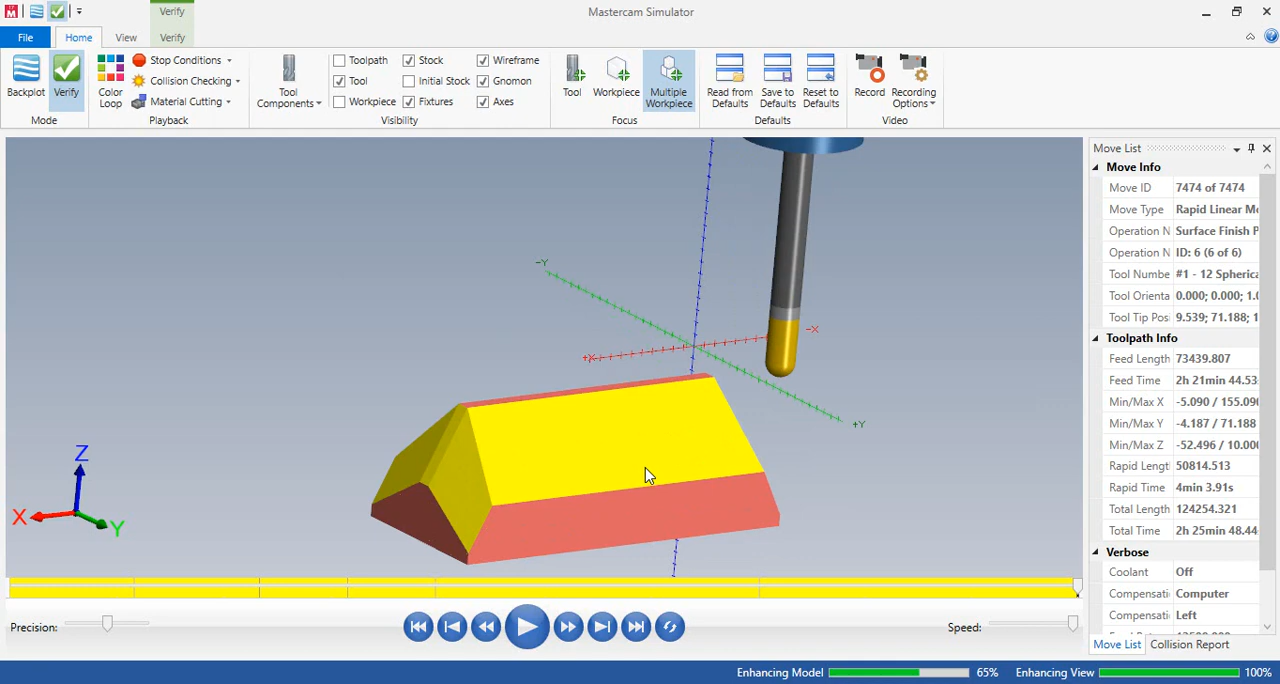 Verify
Mastercam Simulator
File
Home
View
Verify
Backplot
Verify
Mode
Color Loop
Stop Conditions
Collision Checking
Material Cutting
Playback
Tool Components
Toolpath
Stock
Wirefram
Tool
Initial Stock
Gnomon
Workpiece
Fixtures
Axes
Visibility
Tool
Workpiece
Multiple Workpiece
Focus
Read from Defaults
Save to Defaults
Reset to Defaults
Defaults
Record
Recording Options
Video
Move List
Move Info
Move ID 7474 of 7474
Move Type Rapid Linear Mo
Operation N Surface Finish P
Operation N ID: 6 (6 of 6)
Tool Numbe #1 - 12 Spherica
Tool Orienta 0.000; 0.000; 1.0
Tool Tip Pos 9.539; 71.188; 1
Toolpath Info
Feed Length 73439.807
Feed Time 2h 21min 44.53
Min/Max X -5.090 / 155.090
Min/Max Y -4.187 / 71.188
Min/Max Z -52.496 / 10.000
Rapid Lengt 50814.513
Rapid Time 4min 3.91s
Total Length 124254.321
Total Time 2h 25min 48.44
Verbose
Coolant Off
Compensati Computer
Compensati Left
Move List
Collision Report
-Y
-X
+X
+Y
Z
X
Y
Precision:
Speed:
Enhancing Model 65%
Enhancing View 100%